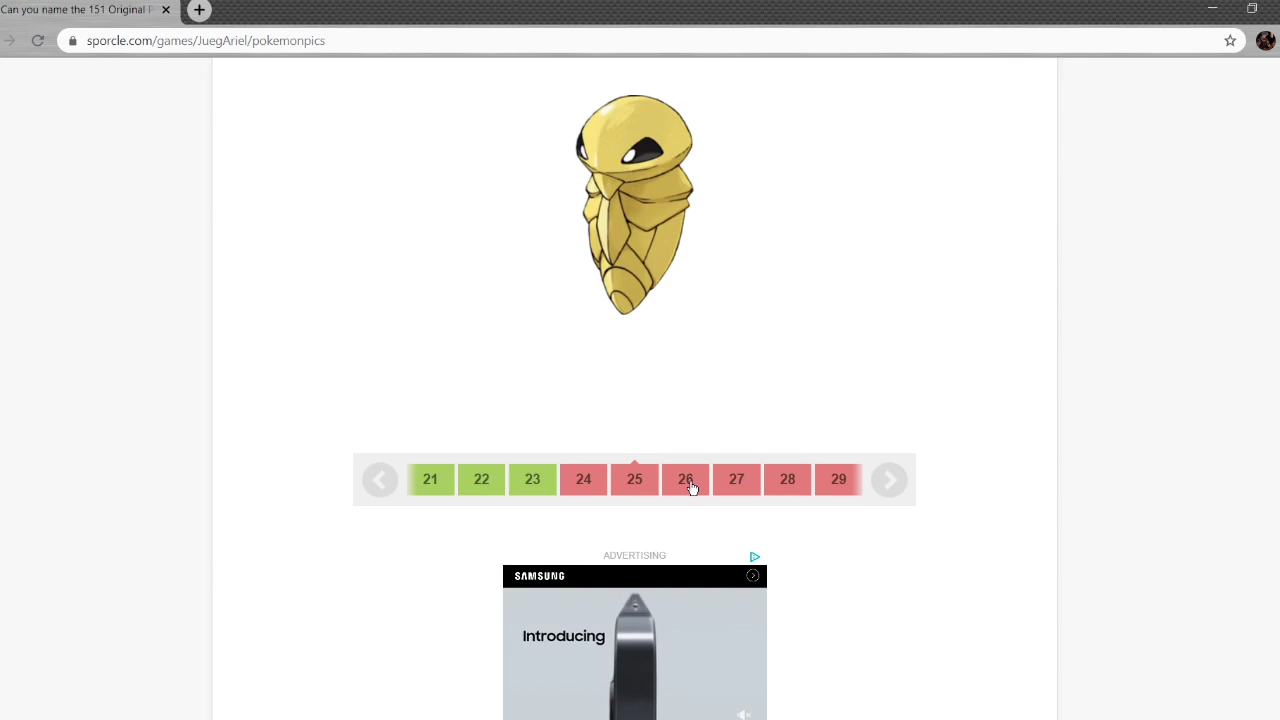 Can you name the 151 Original P
sporcle.com/games/JuegAriel/pokemonpics
21 22 23 24 25 26 27 28 29
ADVERTISING
SAMSUNG
Introducing